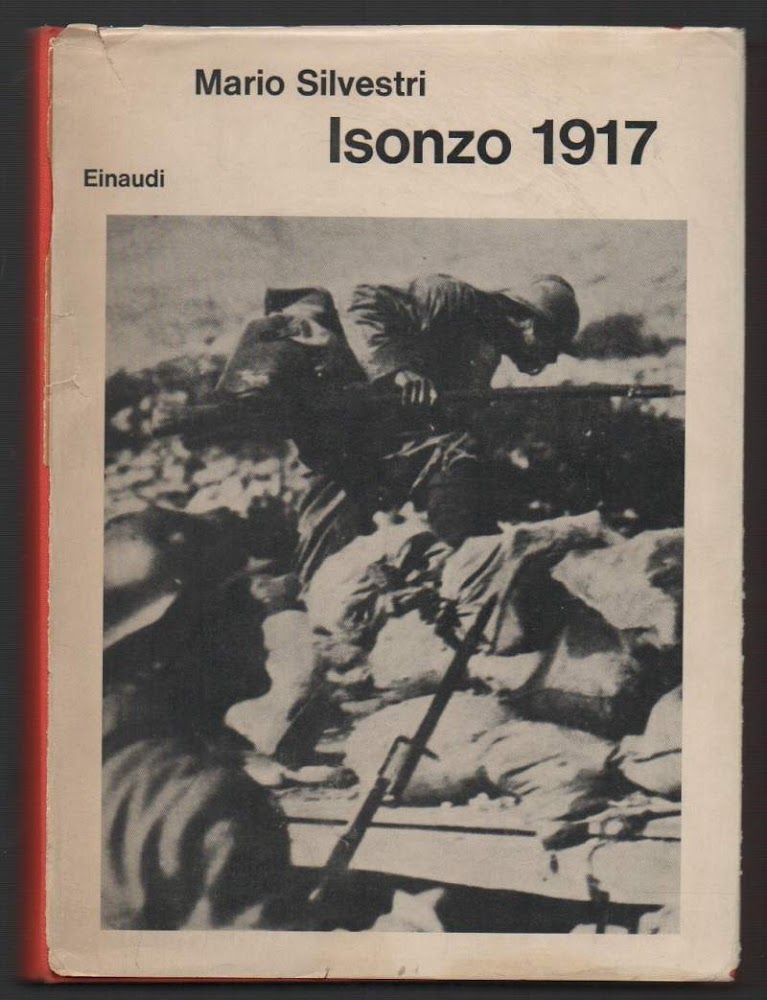 Mario Silvestri
Isonzo 1917
Einaudi